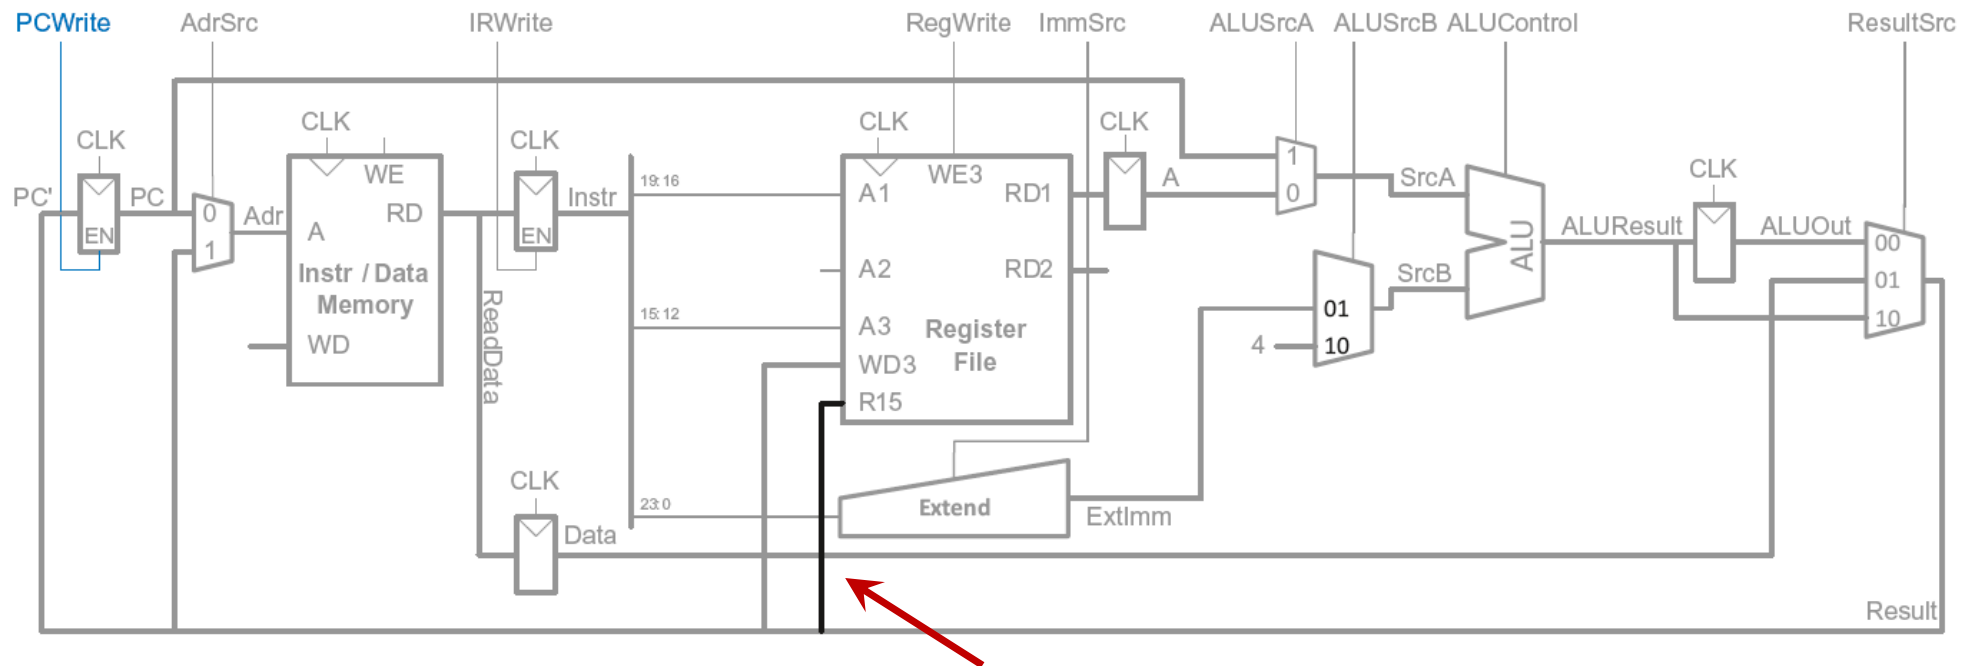 PCWrite AdrSrc IRWrite RegWrite ImmSrc ALUSrcA ALUSrcB ALUControl ResultSrc
CLK CLK CLK CLK CLK CLK
PC' PC EN
0 1 Adr
WE RD A
Instr / Data
Memory
WD
EN Instr
ReadData
19:16
15:12
23:0
A1 WE3 RD1
A2 RD2
A3
Register
File
WD3
R15
A
1
0
SrcA
01
4 10
SrcB
ALU
ALUResult
ALUOut
00
01
10
Extend
ExtImm
CLK
Data
Result